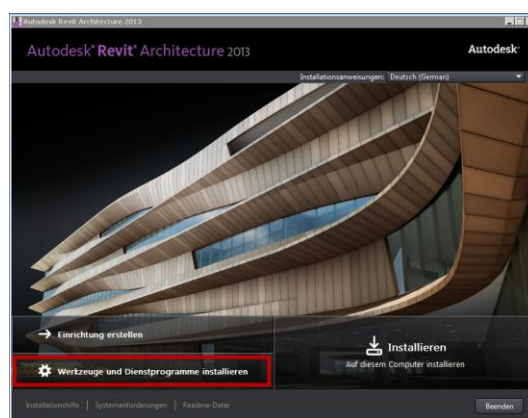 Autodesk Revit Architecture 2013
Autodesk® Revit® Architecture 2013
Autodesk·
Installationsanweisungen: Deutsch (German)
Einrichtung erstellen
Werkzeuge und Dienstprogramme installieren
Installieren
Auf diesem Computer installieren
Installationshilfe | Systemanforderungen | Readme-Datei
Beenden